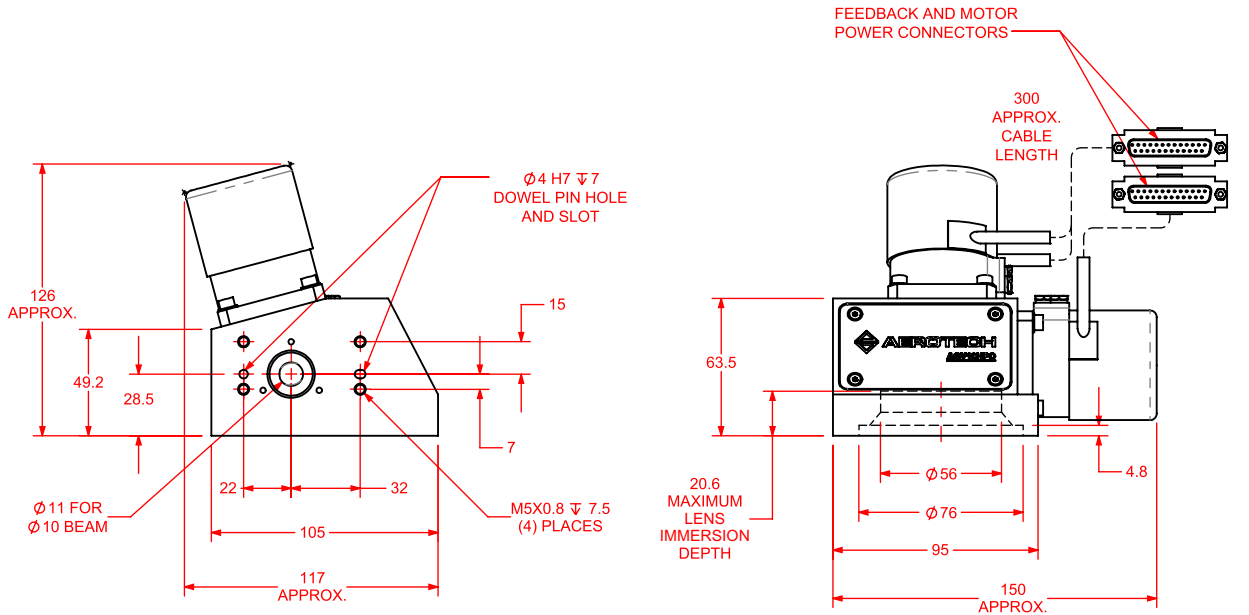 FEEDBACK AND MOTOR
POWER CONNECTORS
300
APPROX.
CABLE
LENGTH
Ø4 H7 ↧ 7
DOWEL PIN HOLE
AND SLOT
126
APPROX.
49.2
28.5
15
7
22
32
Ø11 FOR
Ø10 BEAM
M5X0.8 ↧ 7.5
(4) PLACES
105
117
APPROX.
AEROTECH
63.5
4.8
20.6
MAXIMUM
LENS
IMMERSION
DEPTH
Ø56
Ø76
95
150
APPROX.